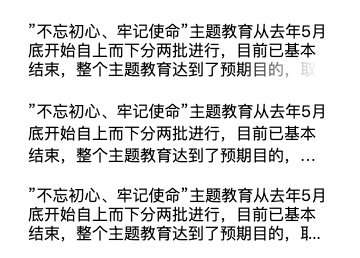 ”不忘初心、牢记使命”主题教育从去年5月
底开始自上而下分两批进行，目前已基本
结束，整个主题教育达到了预期目的，取
”不忘初心、牢记使命”主题教育从去年5月
底开始自上而下分两批进行，目前已基本
结束，整个主题教育达到了预期目的，...
”不忘初心、牢记使命”主题教育从去年5月
底开始自上而下分两批进行，目前已基本
结束，整个主题教育达到了预期目的，...